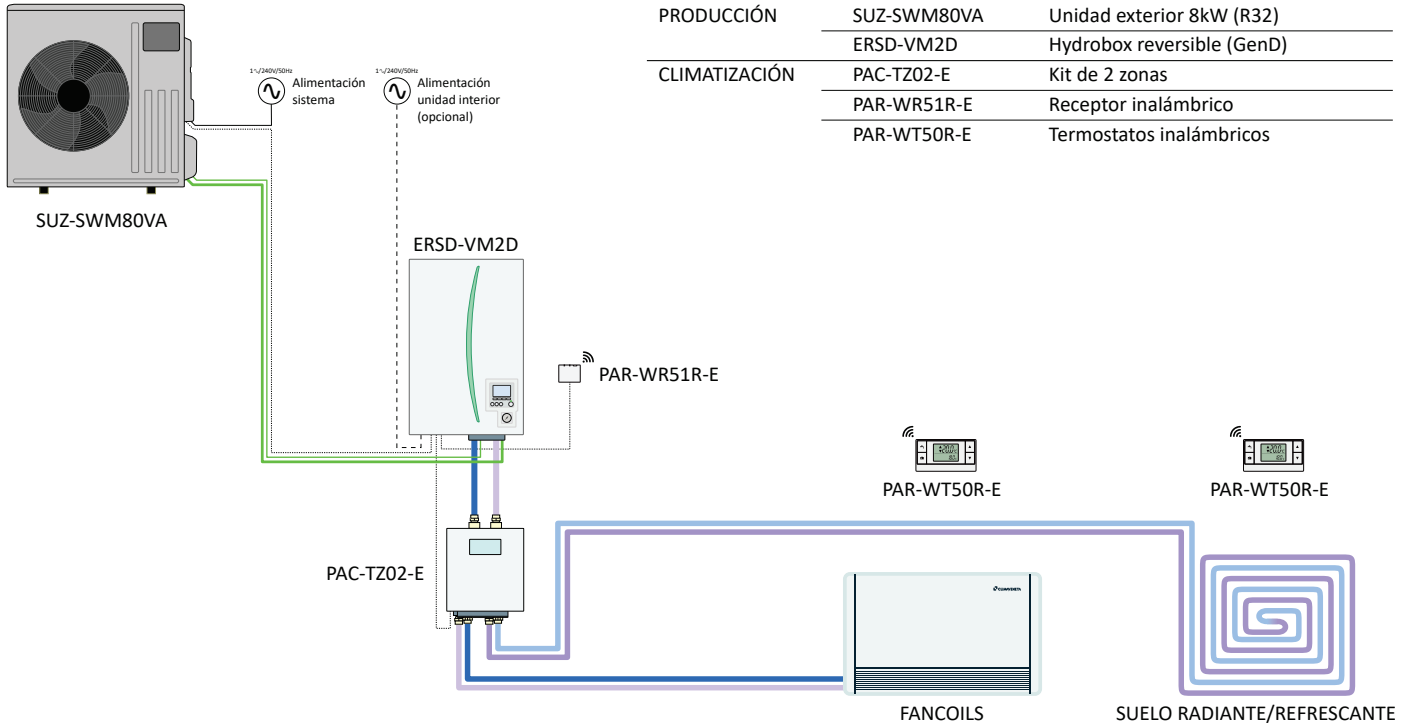 PRODUCCIÓN SUZ-SWM80VA Unidad exterior 8kW (R32)
ERSD-VM2D Hydrobox reversible (GenD)
CLIMATIZACIÓN PAC-TZ02-E Kit de 2 zonas
PAR-WR51R-E Receptor inalámbrico
PAR-WT50R-E Termostatos inalámbricos
1∿/240V/50Hz
Alimentación
sistema
1∿/240V/50Hz
Alimentación
unidad interior
(opcional)
SUZ-SWM80VA
ERSD-VM2D
PAR-WR51R-E
PAR-WT50R-E
PAR-WT50R-E
PAC-TZ02-E
CLIMAVENETA
FANCOILS
SUELO RADIANTE/REFRESCANTE